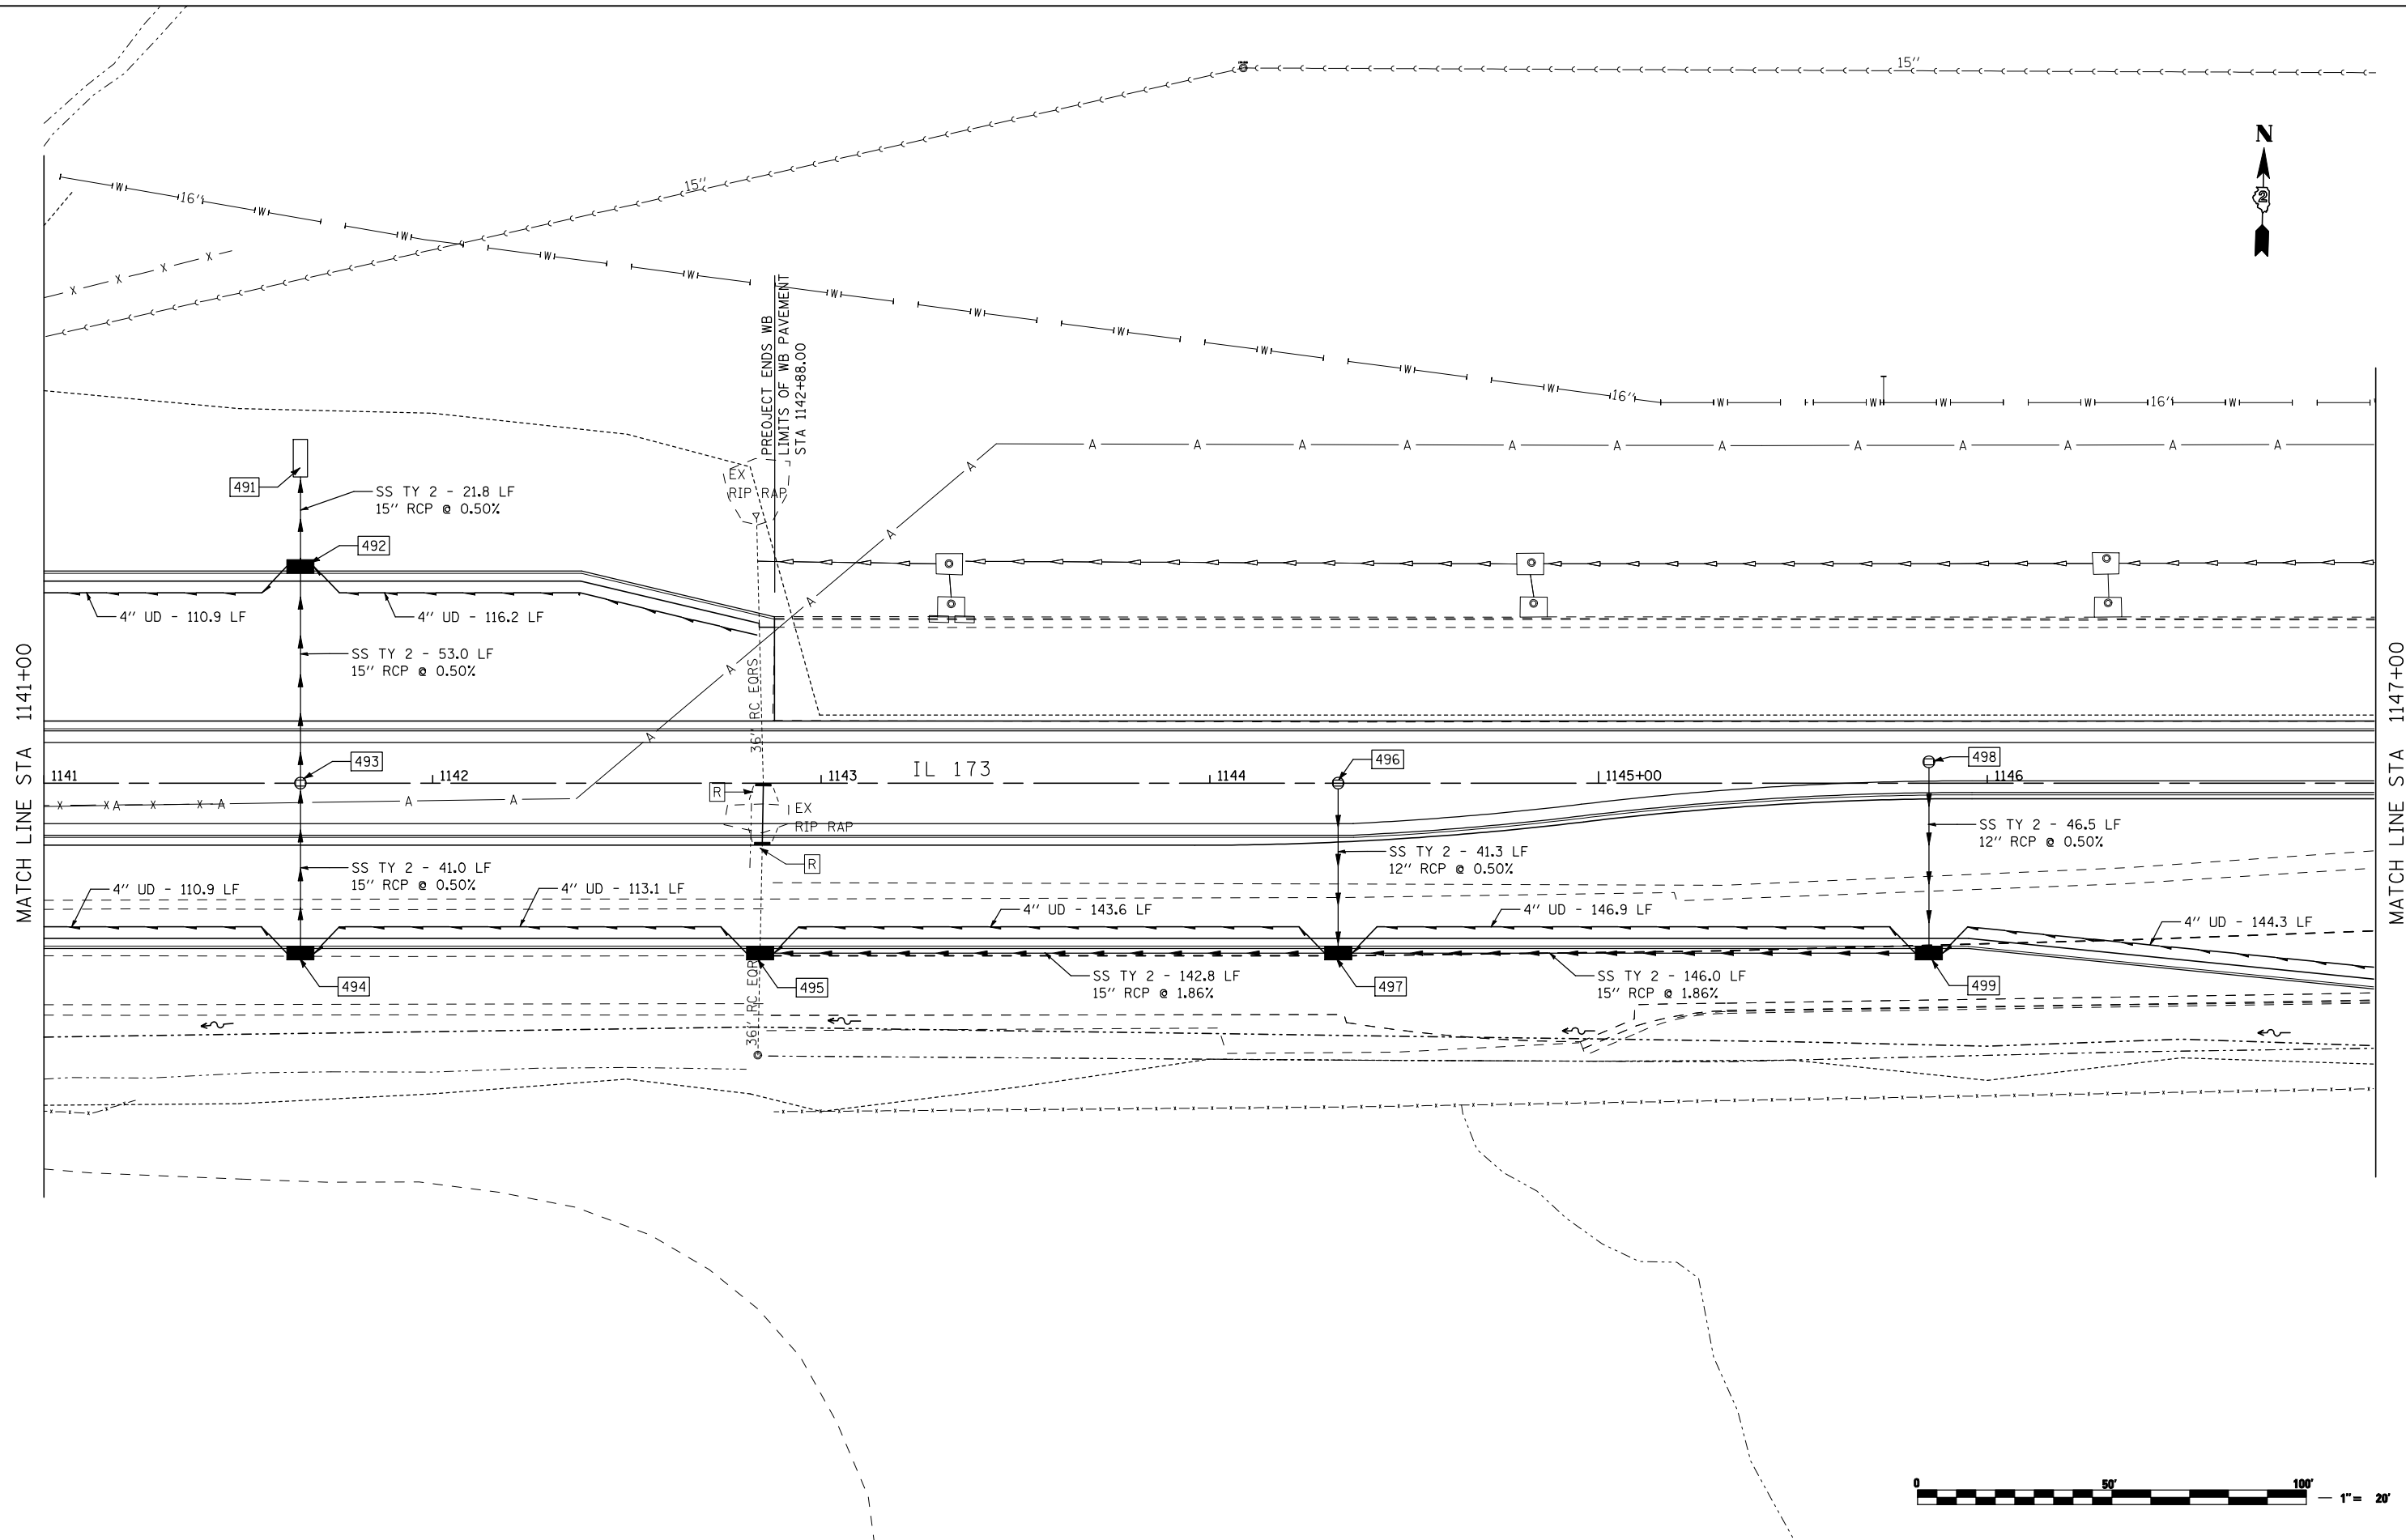 15''
N
2
15''
16''
W
W
W
W
W
W
W
W
W
W
W
16''
W
W
W
W
16''
W
X
X
X
X
PREOJECT ENDS WB
LIMITS OF WB PAVEMENT
STA 1142+88.00
A
A
A
A
A
A
A
A
A
A
A
A
EX
RIP RAP
491
SS TY 2 - 21.8 LF
15'' RCP @ 0.50%
492
A
A
A
A
4'' UD - 110.9 LF
4'' UD - 116.2 LF
SS TY 2 - 53.0 LF
15'' RCP @ 0.50%
36'' RC EQRS
MATCH LINE STA 1141+00
MATCH LINE STA 1147+00
1141
493
1142
1143
IL 173
1144
496
1145+00
498
1146
X
X
A
X
X
A
A
A
R
EX
RIP RAP
R
SS TY 2 - 41.0 LF
15'' RCP @ 0.50%
SS TY 2 - 41.3 LF
12'' RCP @ 0.50%
SS TY 2 - 46.5 LF
12'' RCP @ 0.50%
4'' UD - 110.9 LF
4'' UD - 113.1 LF
4'' UD - 143.6 LF
4'' UD - 146.9 LF
4'' UD - 144.3 LF
494
495
SS TY 2 - 142.8 LF
15'' RCP @ 1.86%
497
SS TY 2 - 146.0 LF
15'' RCP @ 1.86%
499
36'' RC EQRS
0
50'
100'
1" = 20'